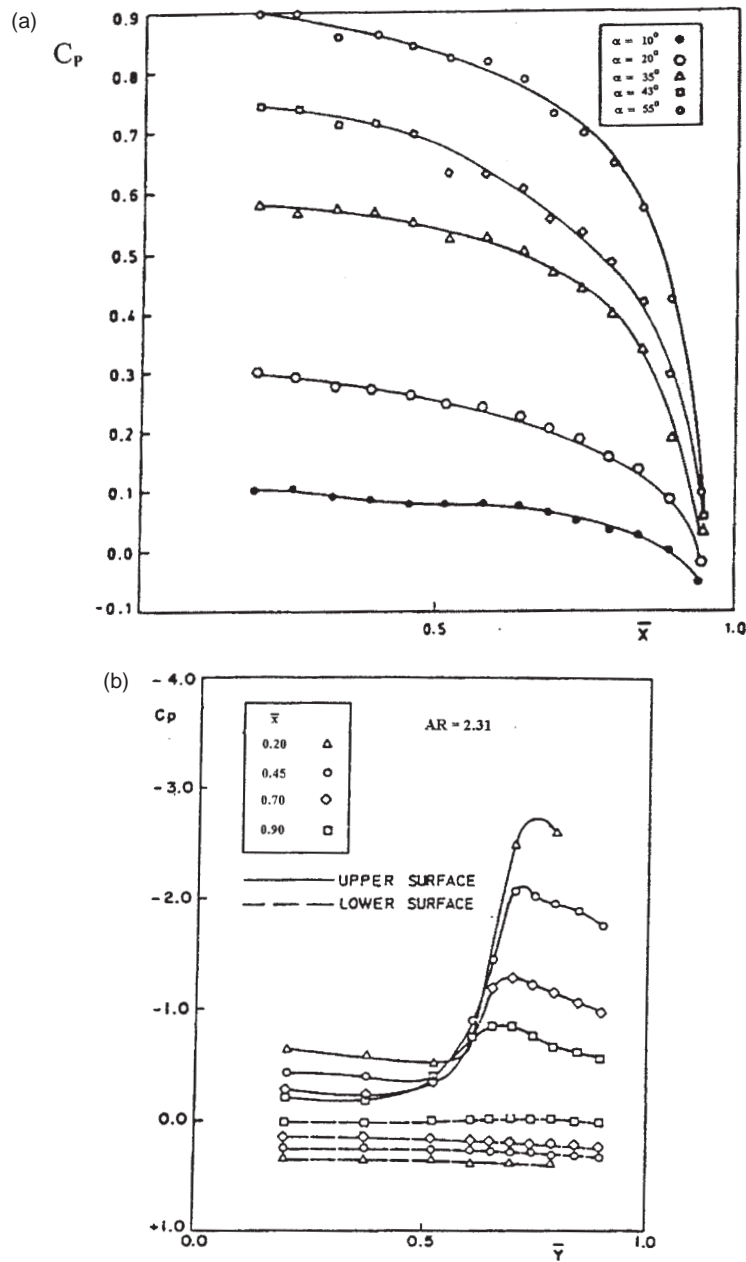 (a)
0.9
Cₚ
0.8
0.7
0.6
0.5
0.4
0.3
0.2
0.1
0.0
-0.1
α = 10°
α = 20°
α = 35°
α = 43°
α = 55°
0.5
X̅
1.0
(b)
-4.0
Cp
-3.0
-2.0
-1.0
0.0
+1.0
x̅
0.20
0.45
0.70
0.90
AR = 2.31
UPPER SURFACE
LOWER SURFACE
0.0
0.5
Y̅
1.0